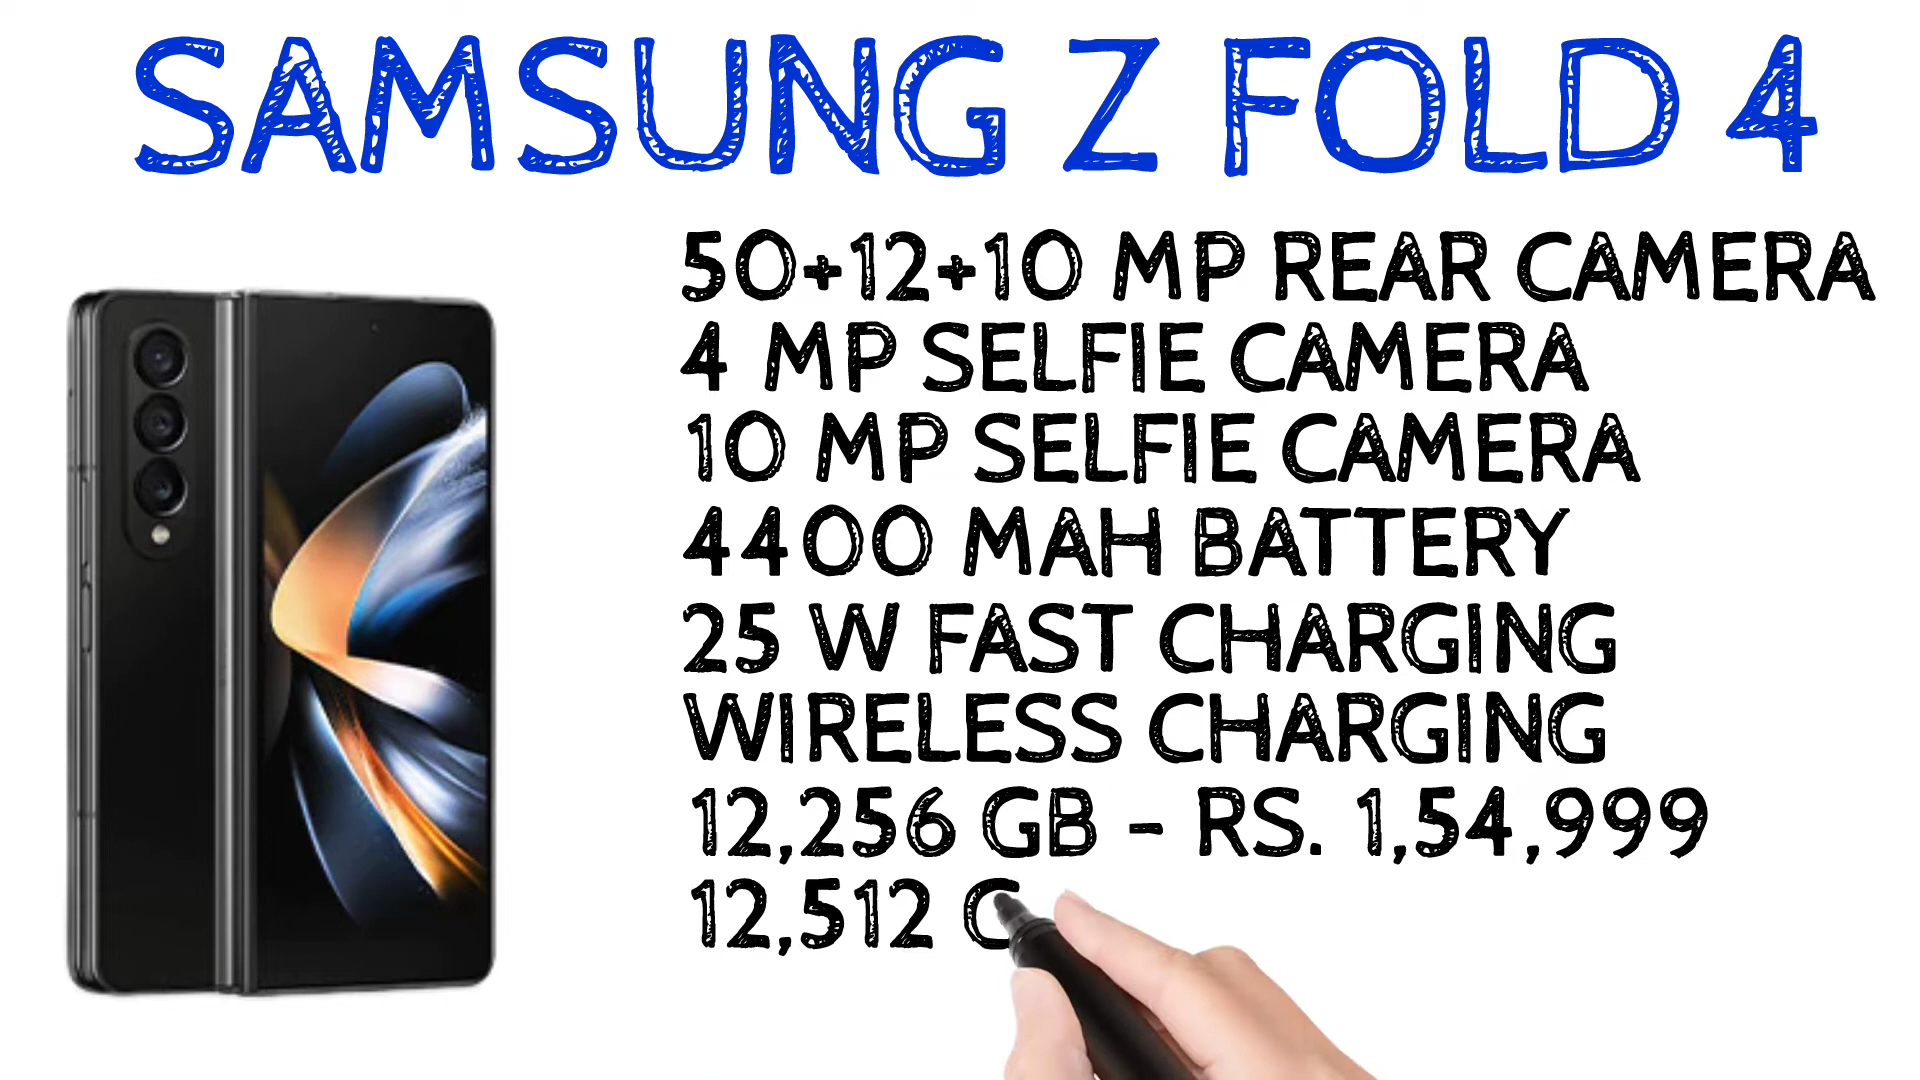 SAMSUNG Z FOLD 4
50+12+10 MP REAR CAMERA
4 MP SELFIE CAMERA
10 MP SELFIE CAMERA
4400 MAH BATTERY
25 W FAST CHARGING
WIRELESS CHARGING
12,256 GB - RS. 1,54,999
12,512